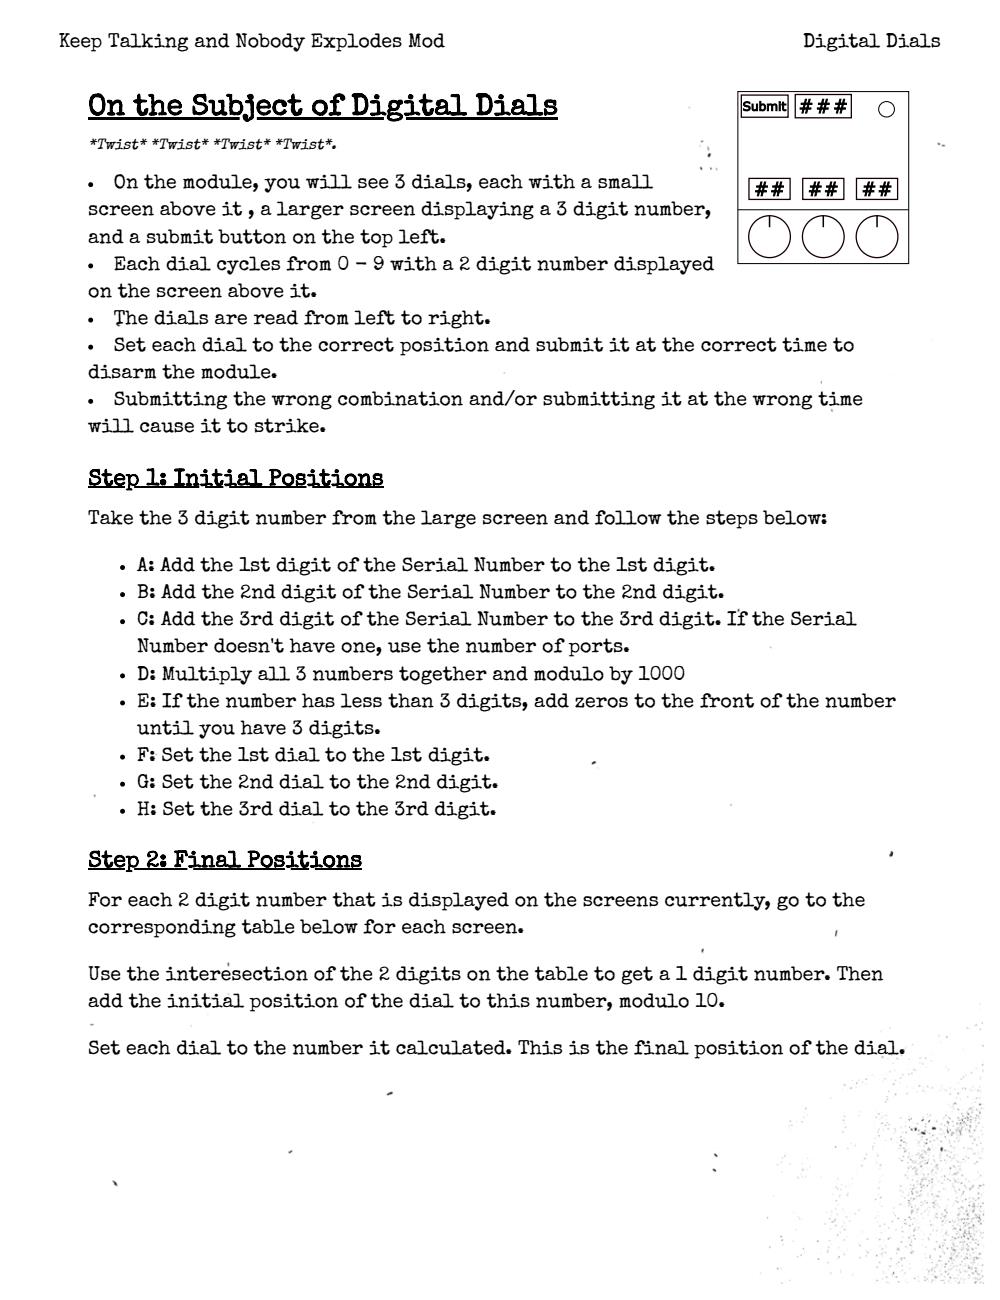 Keep Talking and Nobody Explodes Mod
Digital Dials
On the Subject of Digital Dials
*Twist* *Twist* *Twist* *Twist*.
Submit ###
## ## ##
• On the module, you will see 3 dials, each with a small
screen above it , a larger screen displaying a 3 digit number,
and a submit button on the top left.
• Each dial cycles from 0 – 9 with a 2 digit number displayed
on the screen above it.
• The dials are read from left to right.
• Set each dial to the correct position and submit it at the correct time to
disarm the module.
• Submitting the wrong combination and/or submitting it at the wrong time
will cause it to strike.
Step 1: Initial Positions
Take the 3 digit number from the large screen and follow the steps below:
• A: Add the 1st digit of the Serial Number to the 1st digit.
• B: Add the 2nd digit of the Serial Number to the 2nd digit.
• C: Add the 3rd digit of the Serial Number to the 3rd digit. If the Serial
Number doesn't have one, use the number of ports.
• D: Multiply all 3 numbers together and modulo by 1000
• E: If the number has less than 3 digits, add zeros to the front of the number
until you have 3 digits.
• F: Set the 1st dial to the 1st digit.
• G: Set the 2nd dial to the 2nd digit.
• H: Set the 3rd dial to the 3rd digit.
Step 2: Final Positions
For each 2 digit number that is displayed on the screens currently, go to the
corresponding table below for each screen.
Use the interesection of the 2 digits on the table to get a 1 digit number. Then
add the initial position of the dial to this number, modulo 10.
Set each dial to the number it calculated. This is the final position of the dial.